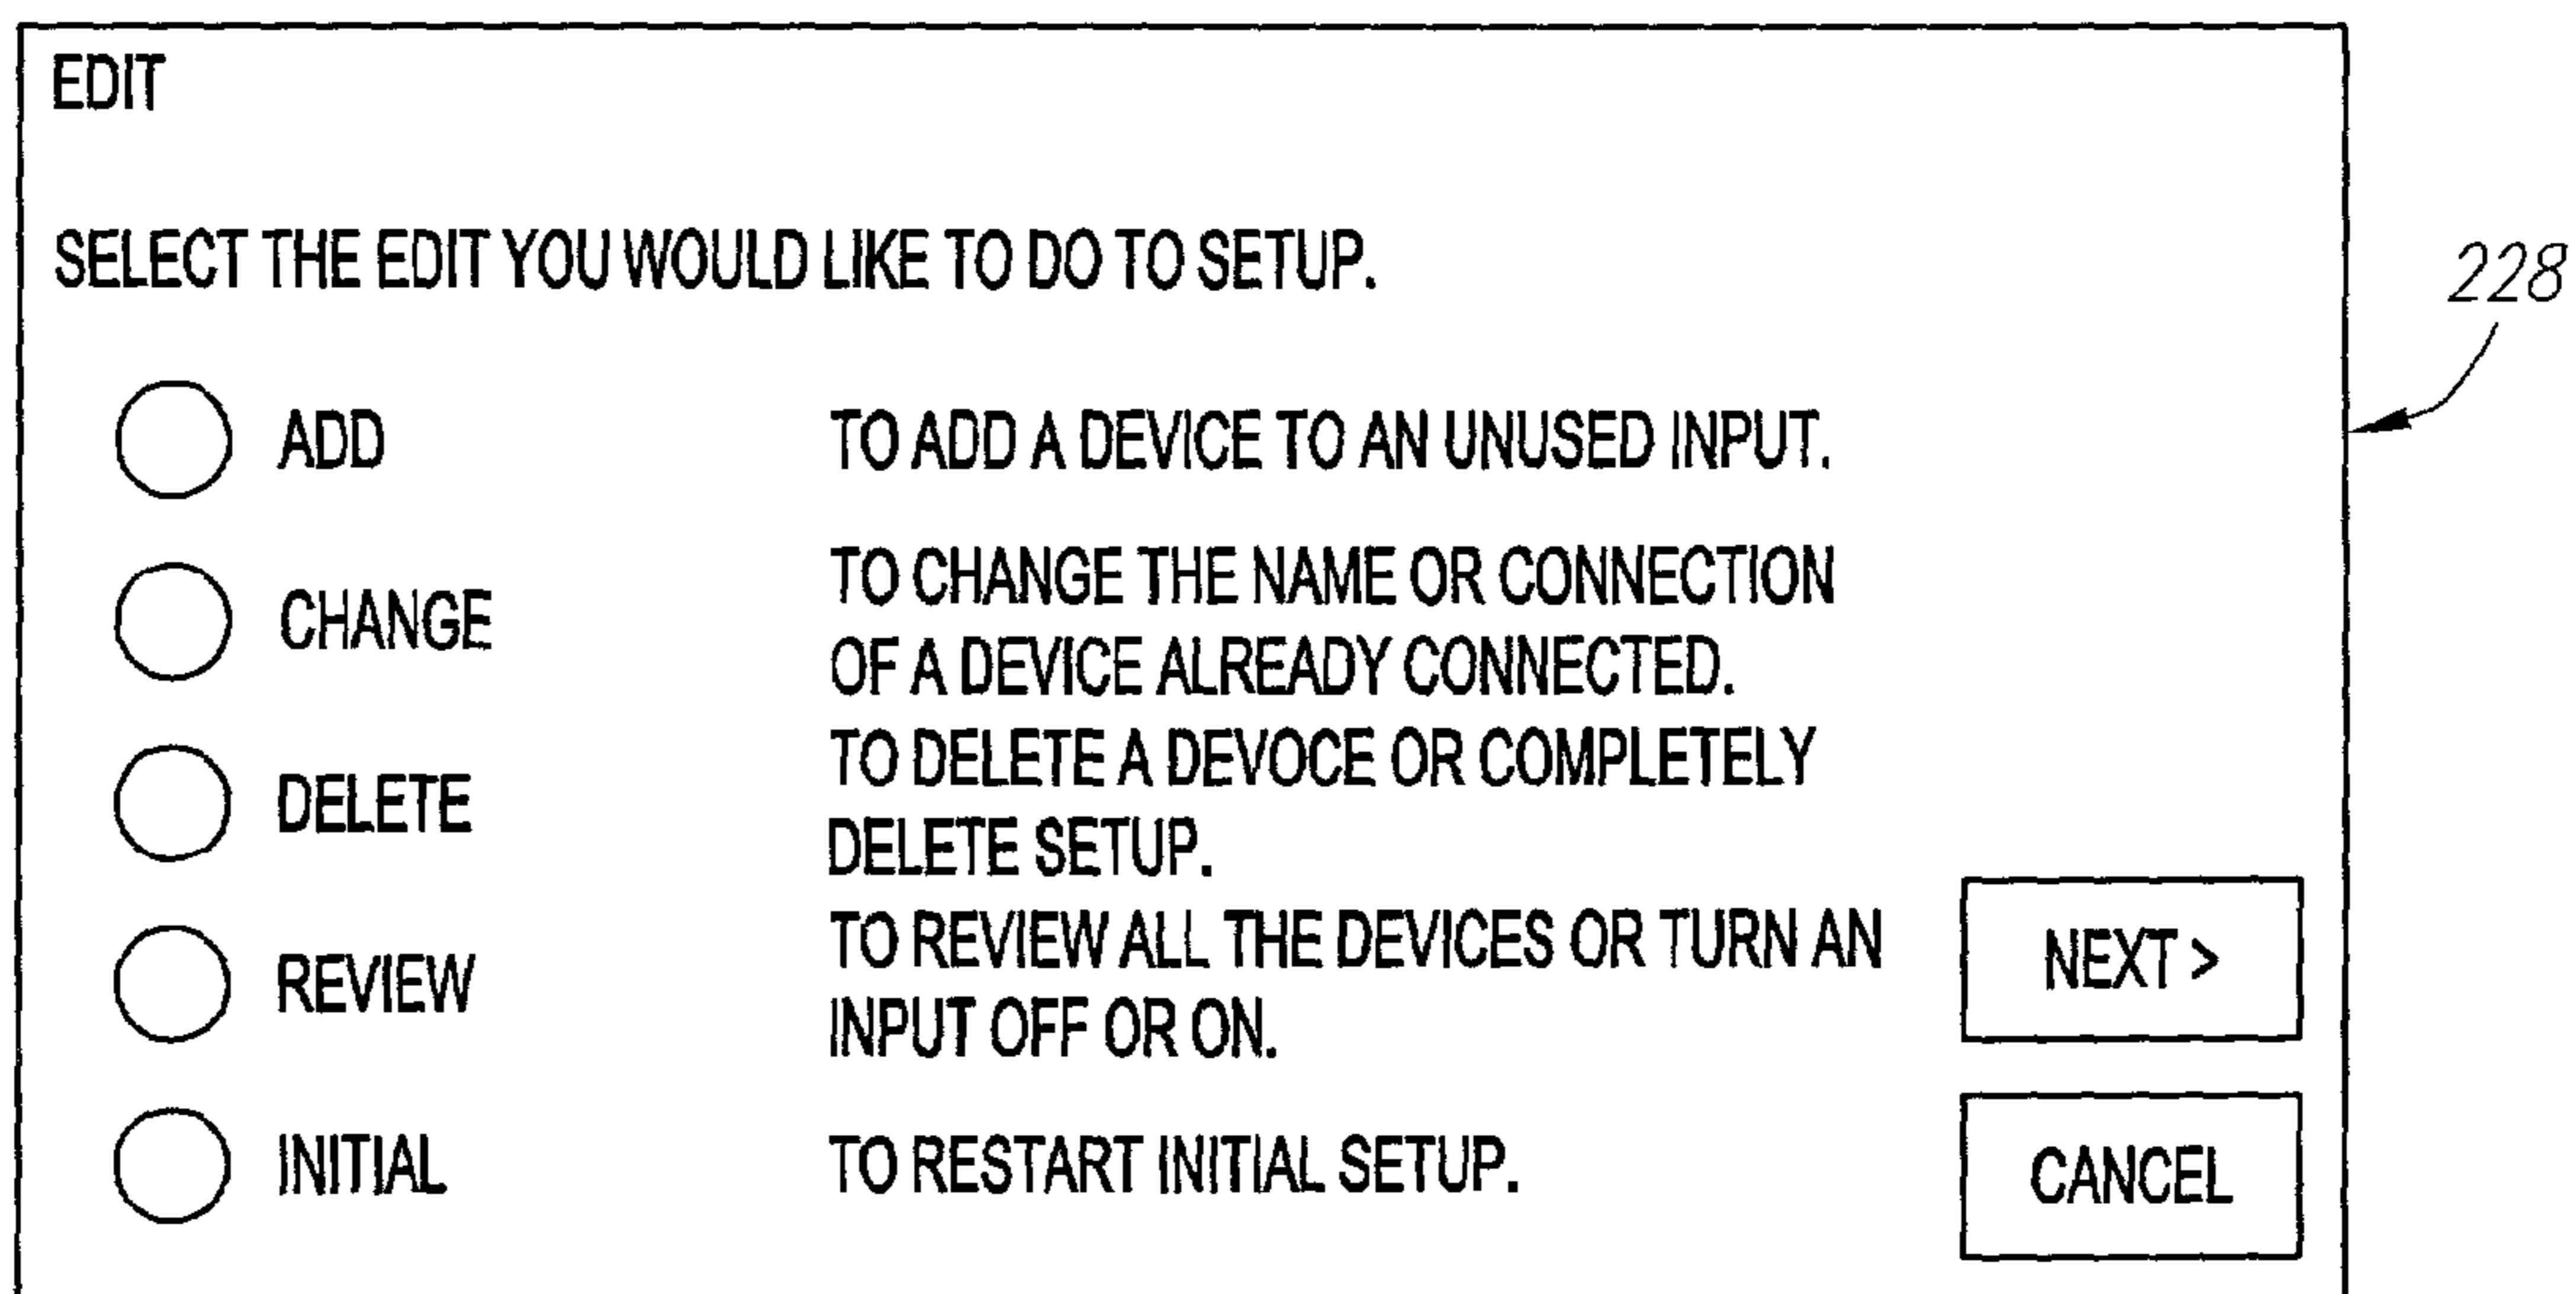 EDIT
SELECT THE EDIT YOU WOULD LIKE TO DO TO SETUP.
228
ADD TO ADD A DEVICE TO AN UNUSED INPUT.
CHANGE TO CHANGE THE NAME OR CONNECTION
OF A DEVICE ALREADY CONNECTED.
DELETE TO DELETE A DEVOCE OR COMPLETELY
DELETE SETUP.
REVIEW TO REVIEW ALL THE DEVICES OR TURN AN
INPUT OFF OR ON.
NEXT >
INITIAL TO RESTART INITIAL SETUP.
CANCEL